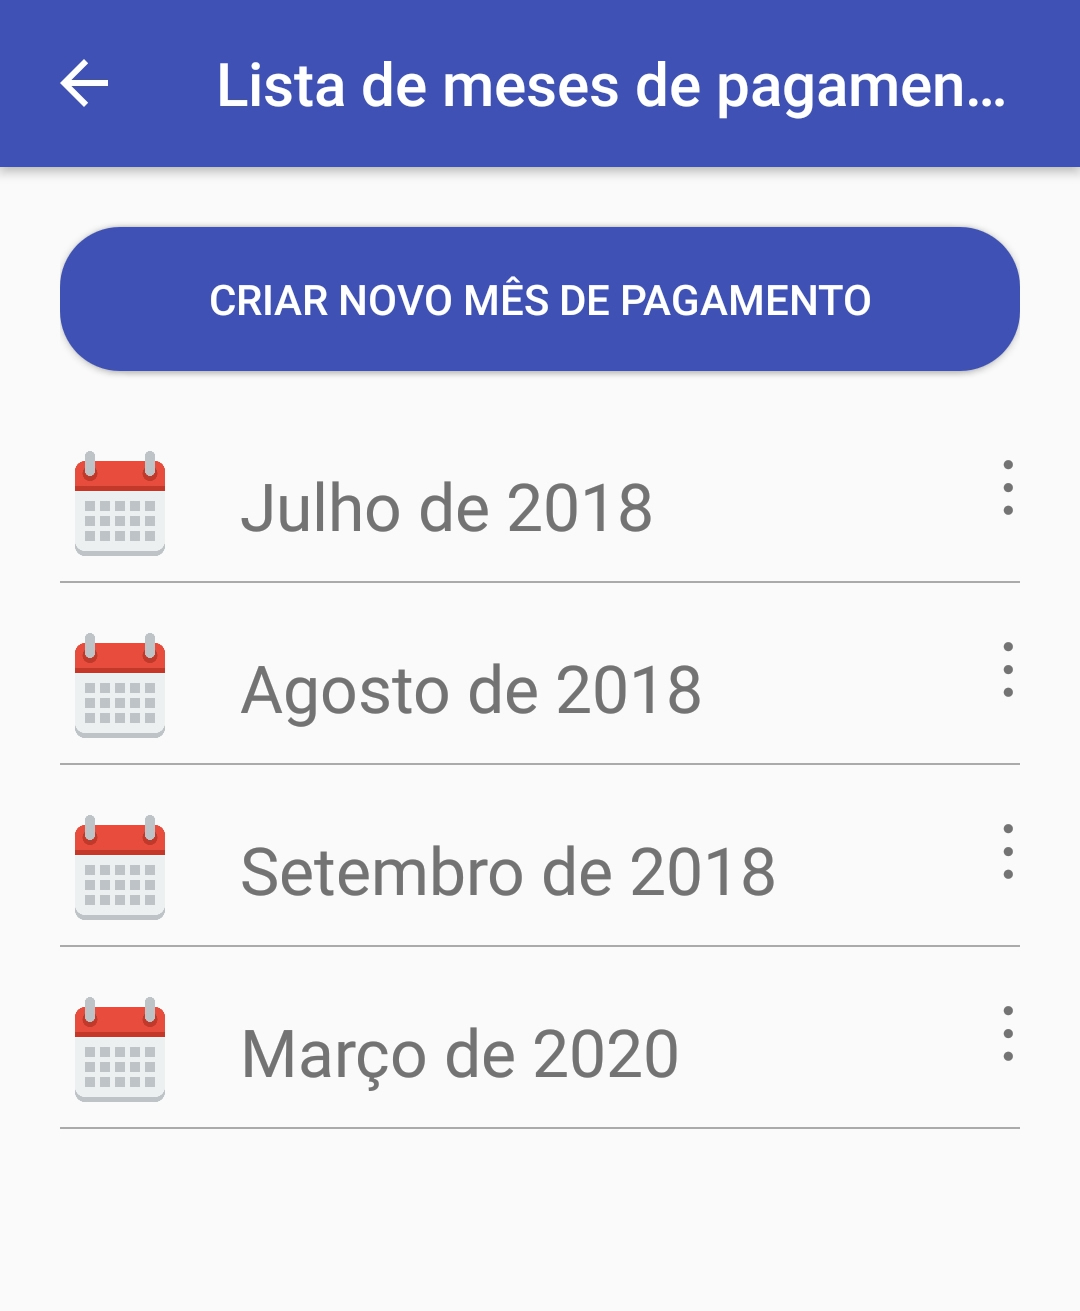 Lista de meses de pagamen...
CRIAR NOVO MÊS DE PAGAMENTO
Julho de 2018
Agosto de 2018
Setembro de 2018
Março de 2020